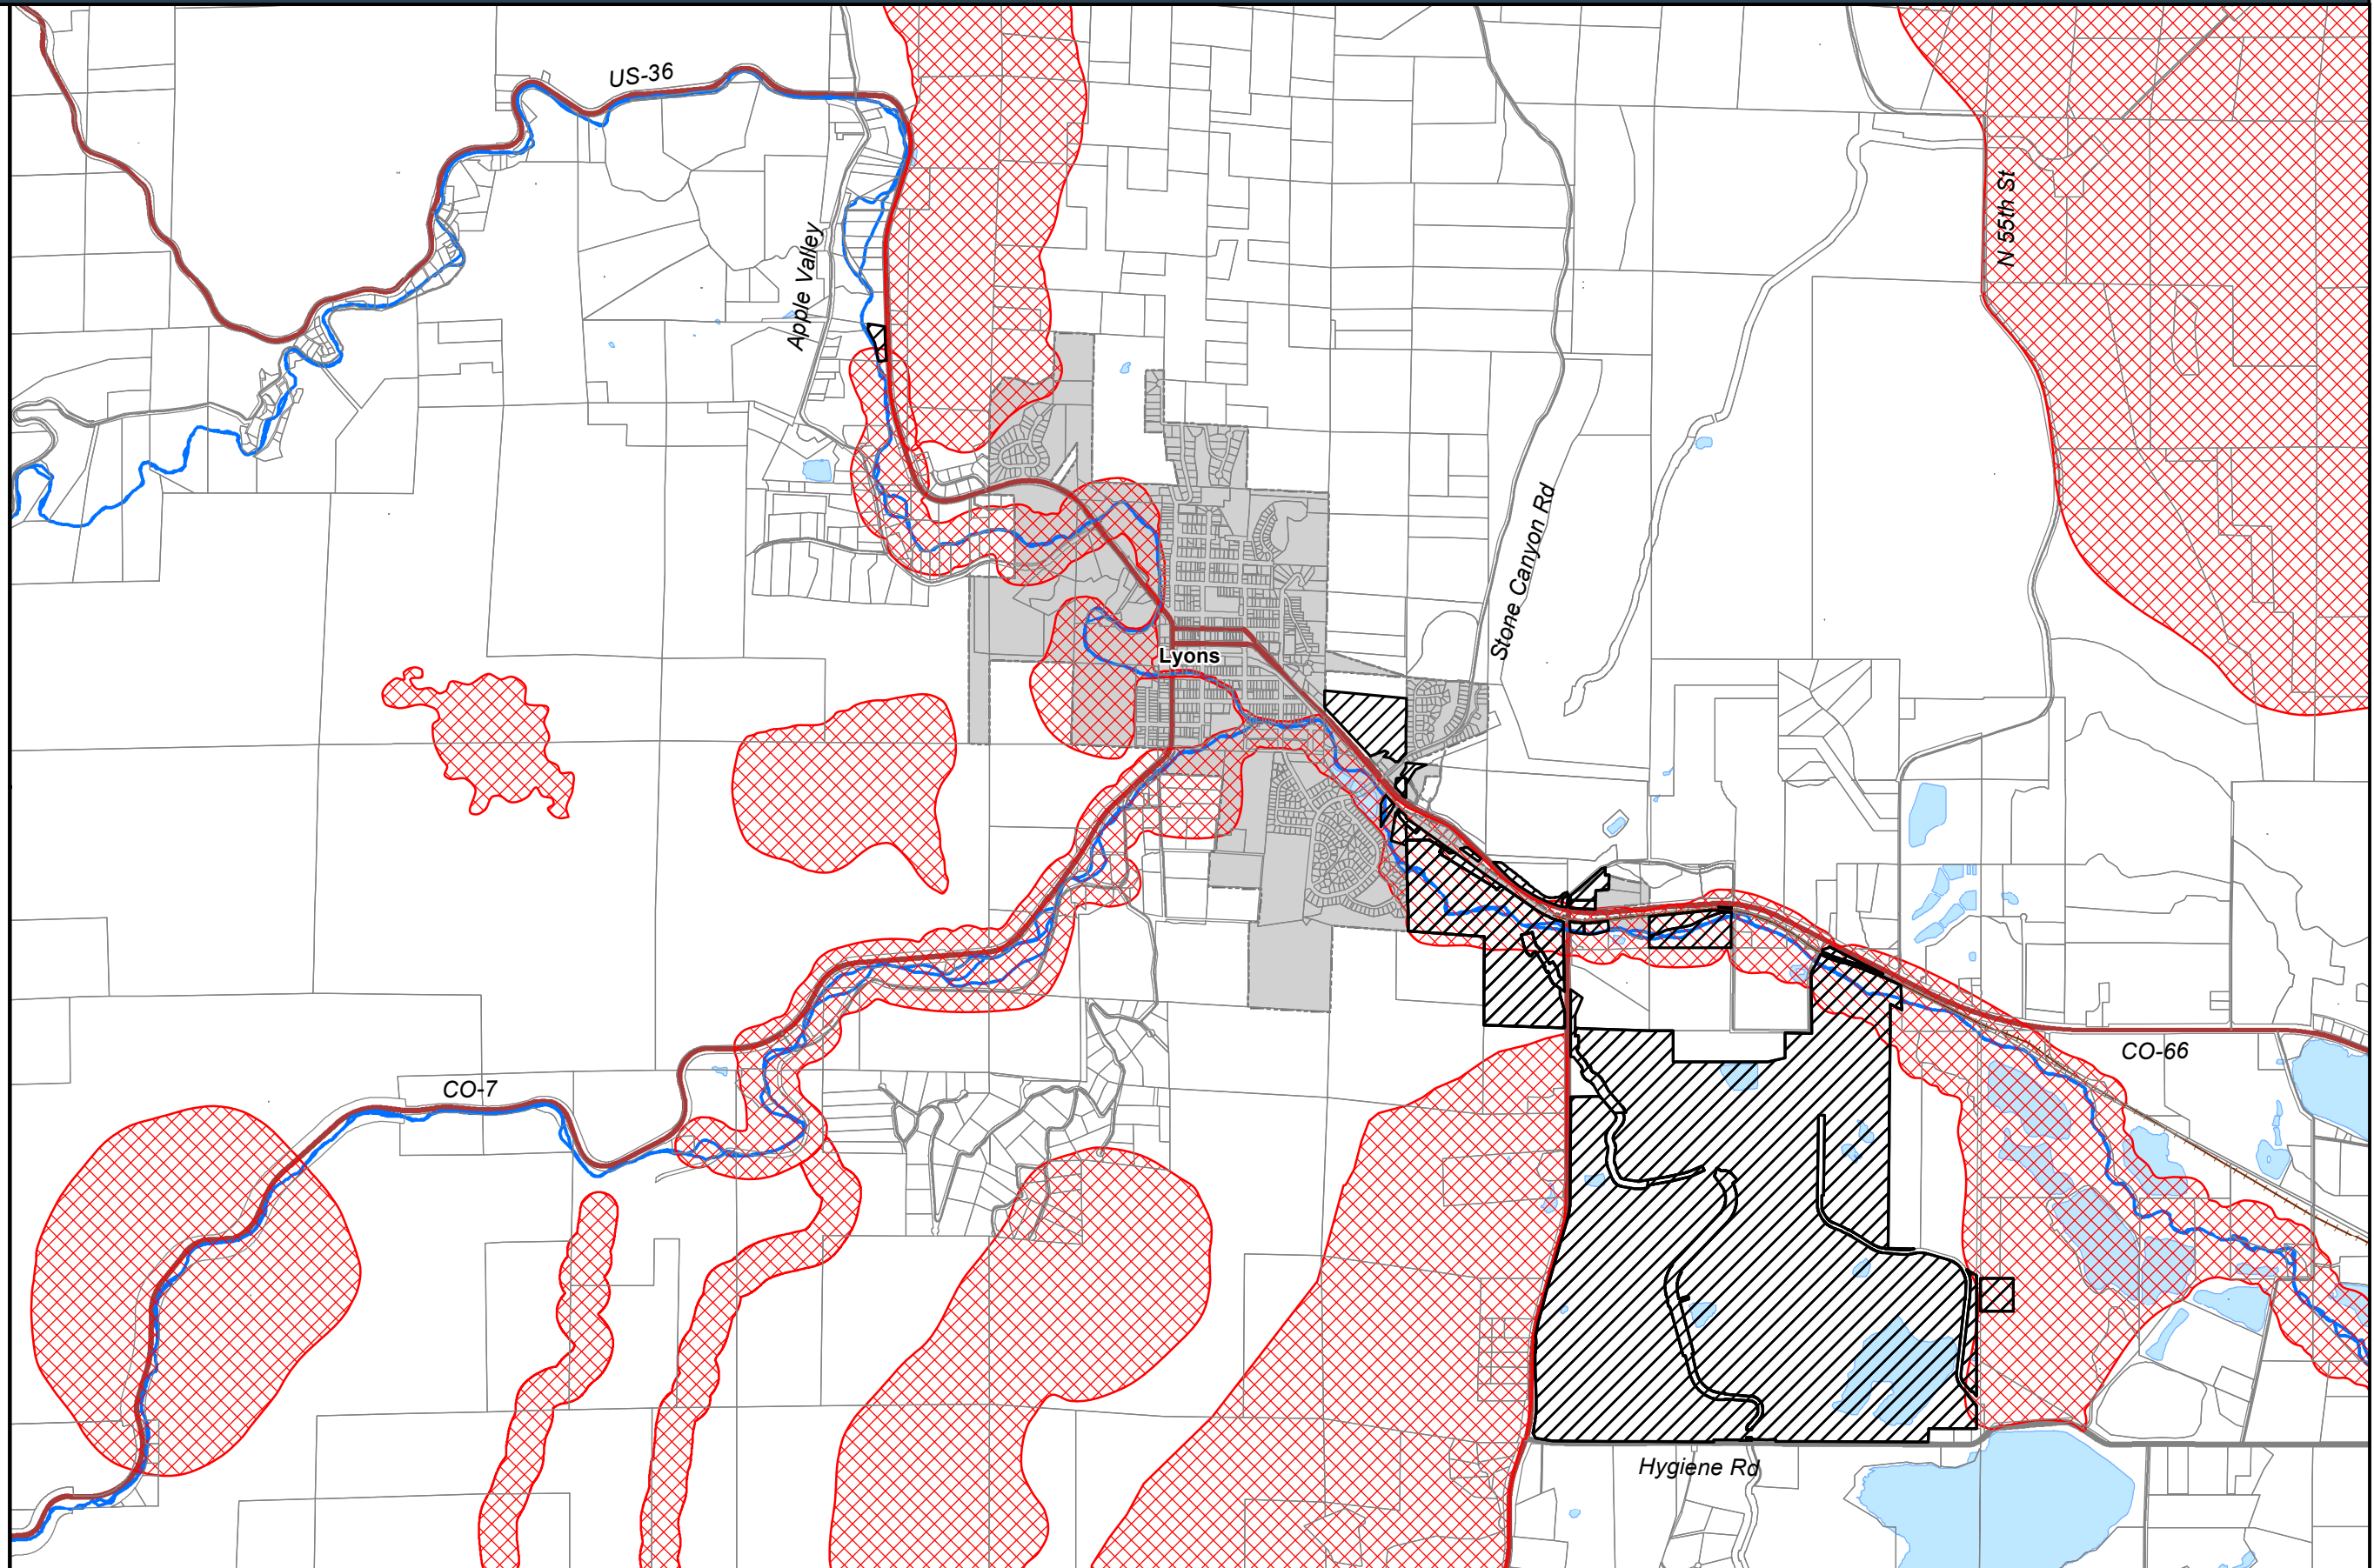 US-36
N 55th St
Apple Valley
Stone Canyon Rd
Lyons
CO-66
CO-7
Hygiene Rd